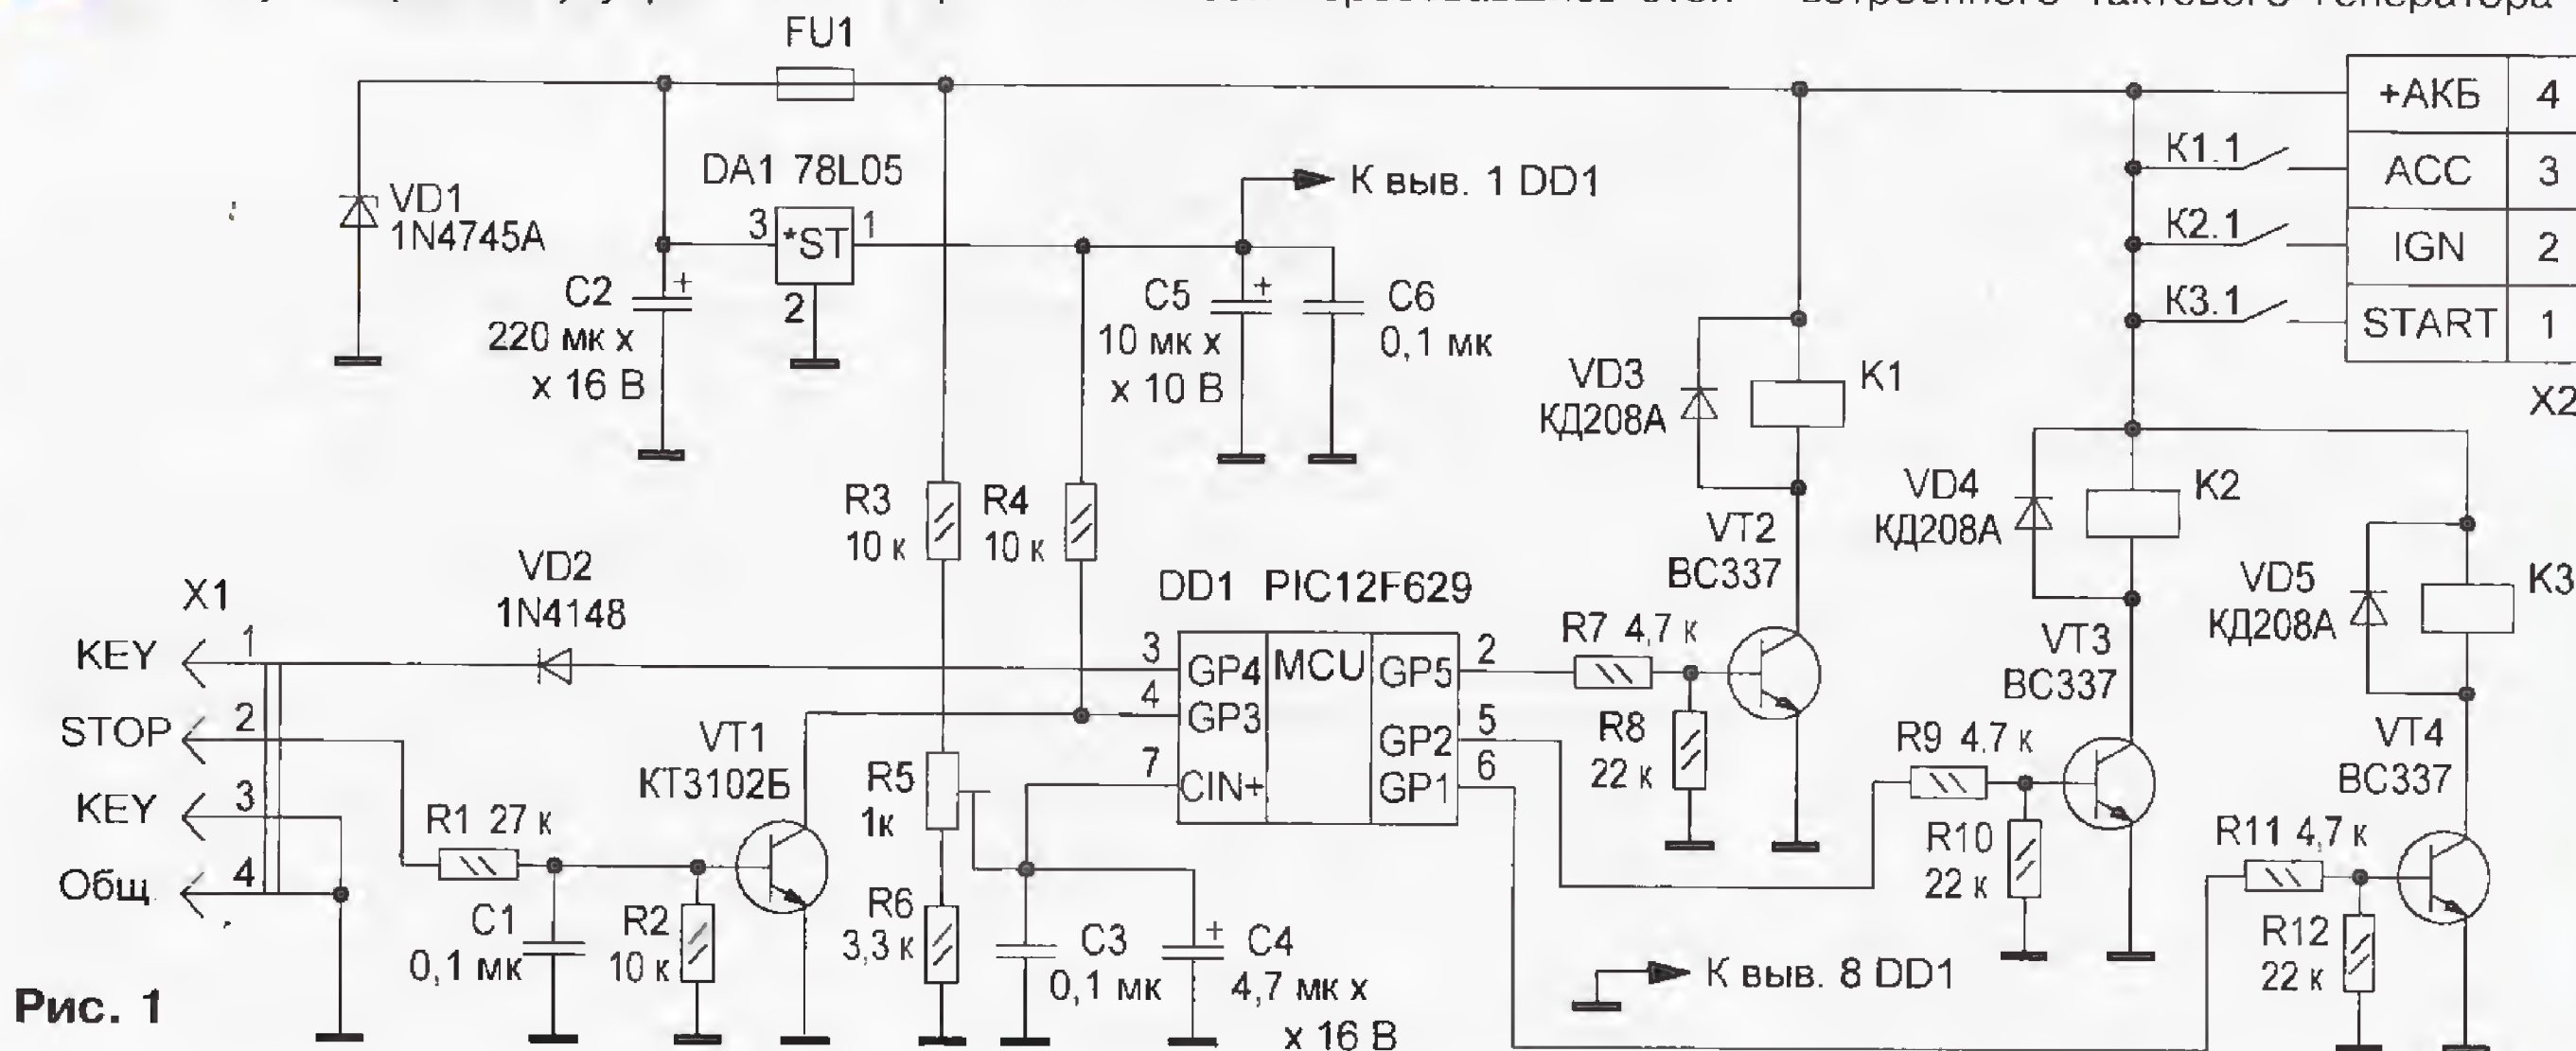 встроенного тактового генератора
FU1
+АКБ 4
К1.1
ACC 3
К2.1
IGN 2
К3.1
START 1
X2
DA1 78L05
К выв. 1 DD1
VD1
1N4745A
3 *ST 1
2
C2
220 мк х
х 16 В
+
C5
10 мк х
х 10 В
+
C6
0,1 мк
VD3
КД208А
K1
VD4
КД208А
K2
VD5
КД208А
K3
R3
10 к
R4
10 к
VT2
BC337
VT3
BC337
VT4
BC337
VD2
1N4148
DD1 PIC12F629
X1
KEY 1
STOP 2
KEY 3
Общ. 4
3 GP4 MCU GP5 2
4 GP3 GP2 5
7 CIN+ GP1 6
R7 4,7 к
R8
22 к
R9 4,7 к
R10
22 к
R11 4,7 к
R12
22 к
VT1
КТ3102Б
R1 27 к
C1
0,1 мк
R2
10 к
R5
1к
R6
3,3 к
C3
0,1 мк
+
C4
4,7 мк х
х 16 В
К выв. 8 DD1
Рис. 1